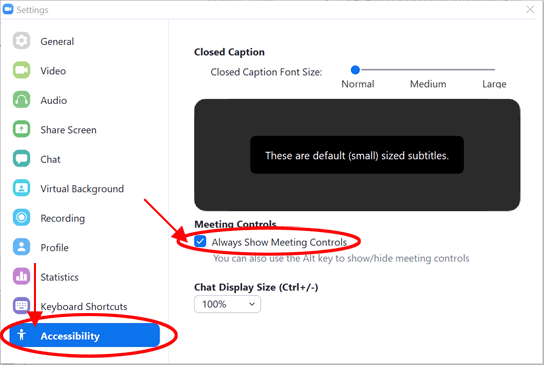 Settings
General
Video
Audio
Share Screen
Chat
Virtual Background
Recording
Profile
Statistics
Keyboard Shortcuts
Accessibility
Closed Caption
Closed Caption Font Size:
Normal Medium Large
These are default (small) sized subtitles.
Meeting Controls
Always Show Meeting Controls
You can also use the Alt key to show/hide meeting controls
Chat Display Size (Ctrl+/-)
100%